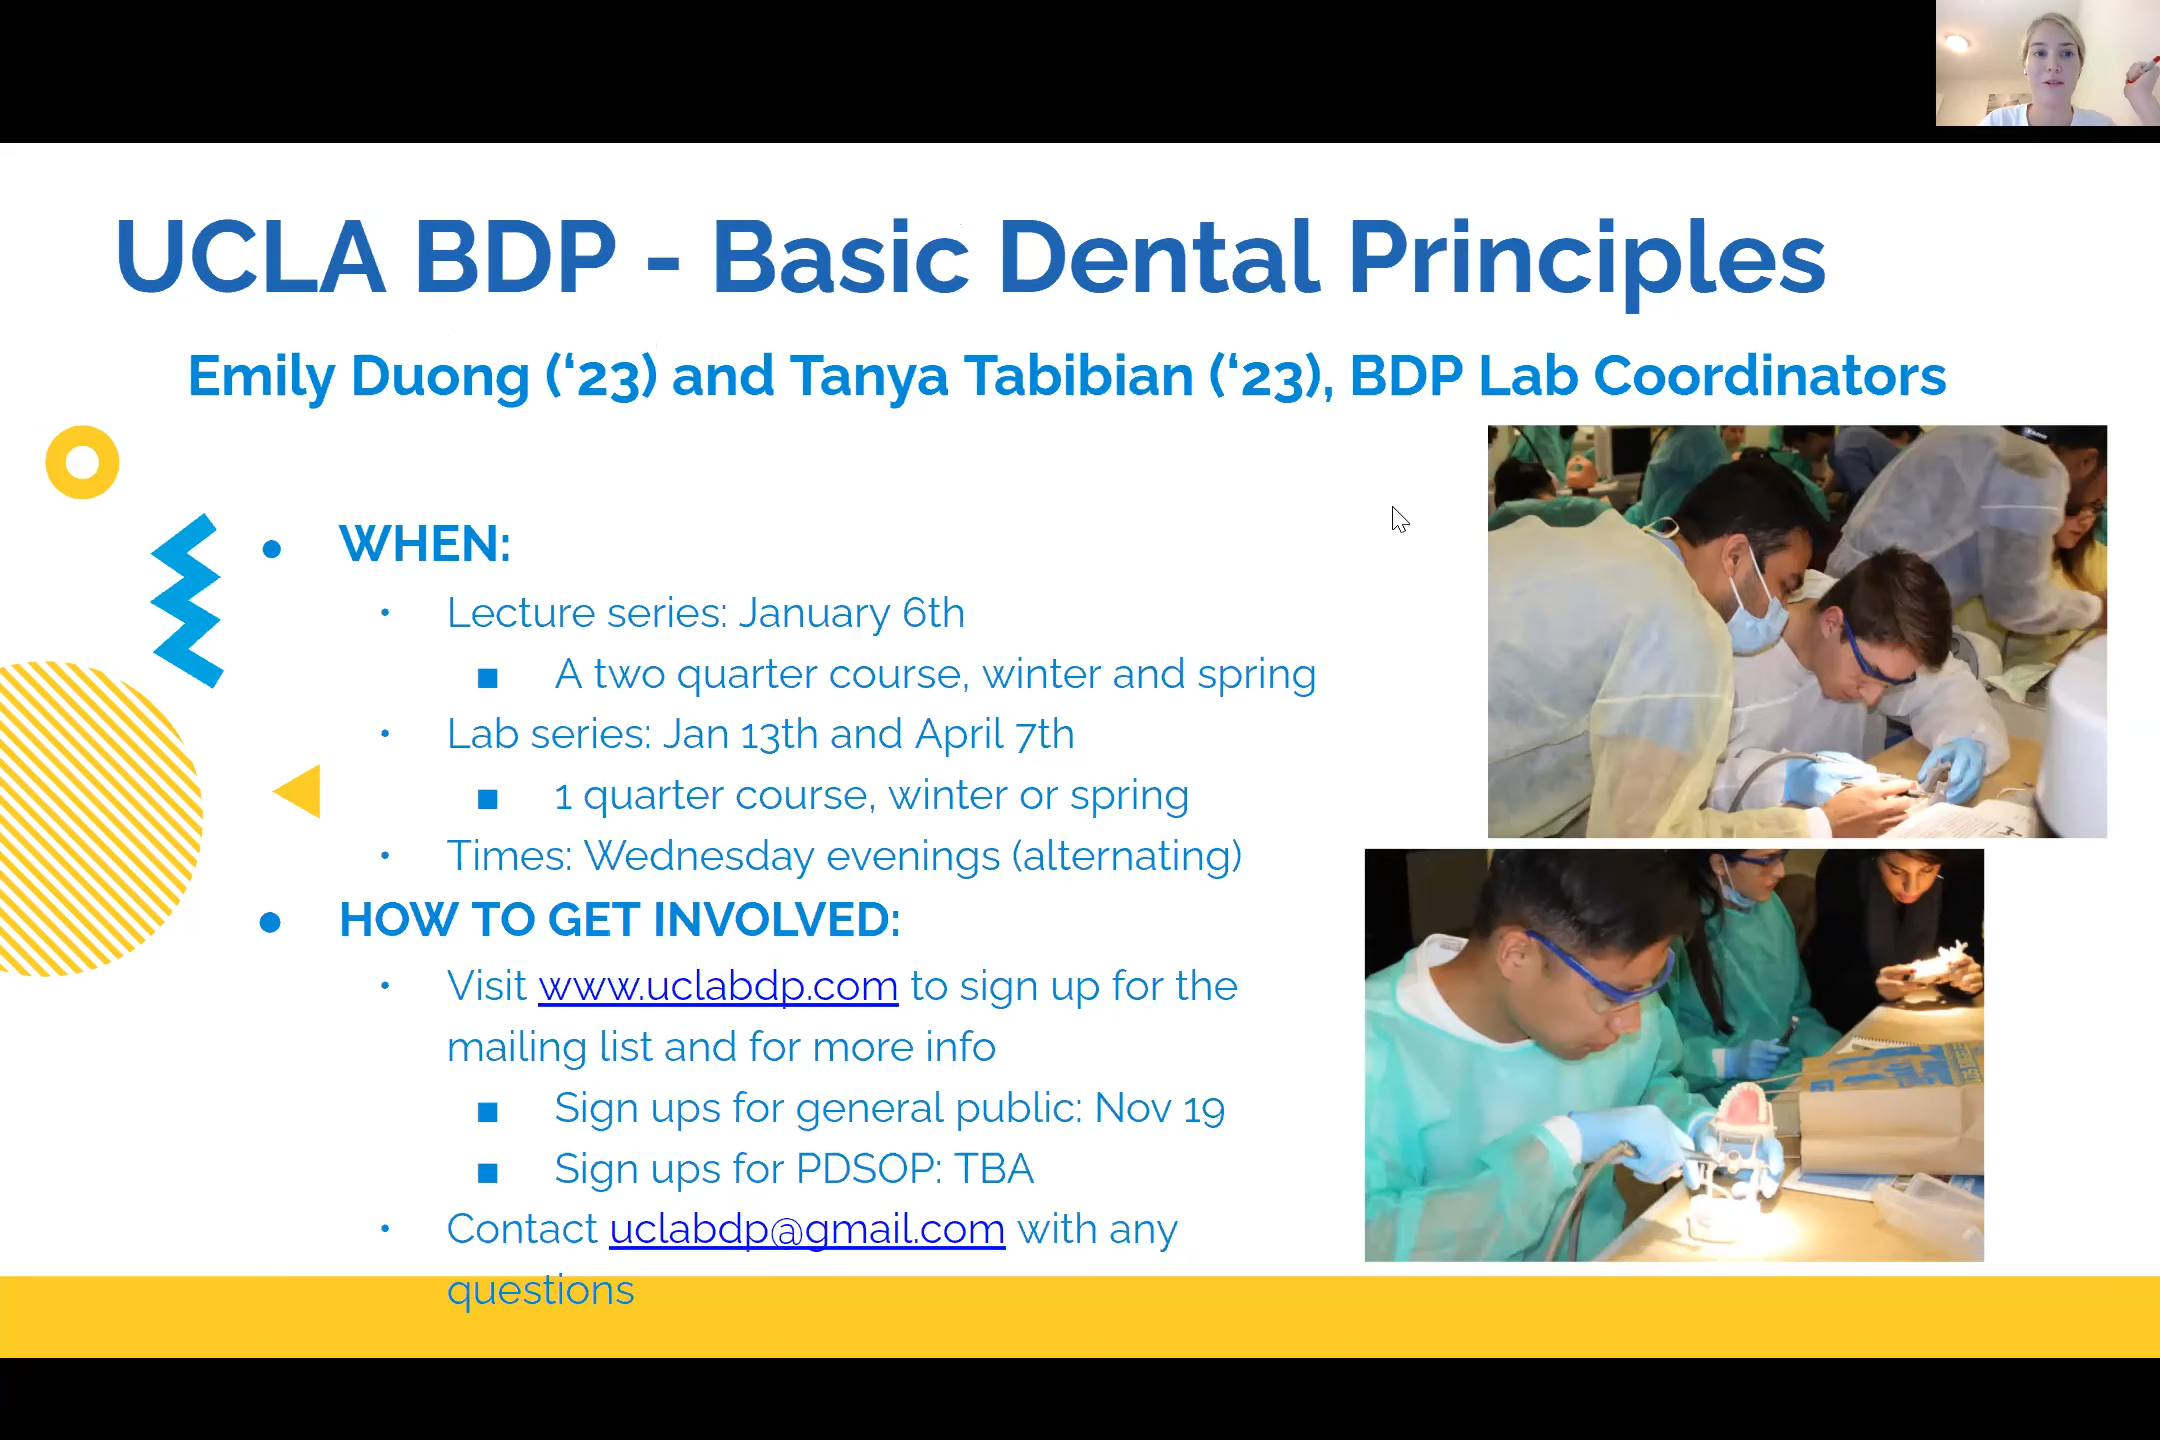 UCLA BDP - Basic Dental Principles
Emily Duong (‘23) and Tanya Tabibian (‘23), BDP Lab Coordinators
● WHEN:
• Lecture series: January 6th
■ A two quarter course, winter and spring
• Lab series: Jan 13th and April 7th
■ 1 quarter course, winter or spring
• Times: Wednesday evenings (alternating)
● HOW TO GET INVOLVED:
• Visit www.uclabdp.com to sign up for the
mailing list and for more info
■ Sign ups for general public: Nov 19
■ Sign ups for PDSOP: TBA
• Contact uclabdp@gmail.com with any
questions